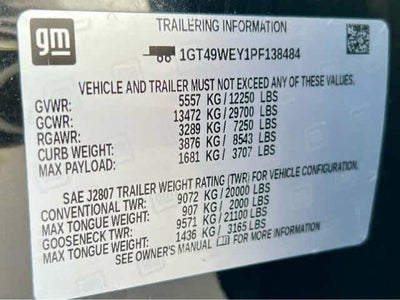 gm
TRAILERING INFORMATION
1GT49WEY1PF138484
VEHICLE AND TRAILER MUST NOT EXCEED ANY OF THESE VALUES.
GVWR: 5557 KG/12250 LBS
GCWR: 13472 KG/29700 LBS
RGAWR: 3289 KG/ 7250 LBS
CURB WEIGHT: 3876 KG/ 8543 LBS
MAX PAYLOAD: 1681 KG/ 3707 LBS
SAE J2807 TRAILER WEIGHT RATING (TWR) FOR VEHICLE CONFIGURATION.
CONVENTIONAL TWR: 9072 KG/20000 LBS
MAX TONGUE WEIGHT: 907 KG/ 2000 LBS
GOOSENECK TWR: 9571 KG/21100 LBS
MAX TONGUE WEIGHT: 1436 KG/ 3165 LBS
SEE OWNER'S MANUAL FOR MORE INFORMATION